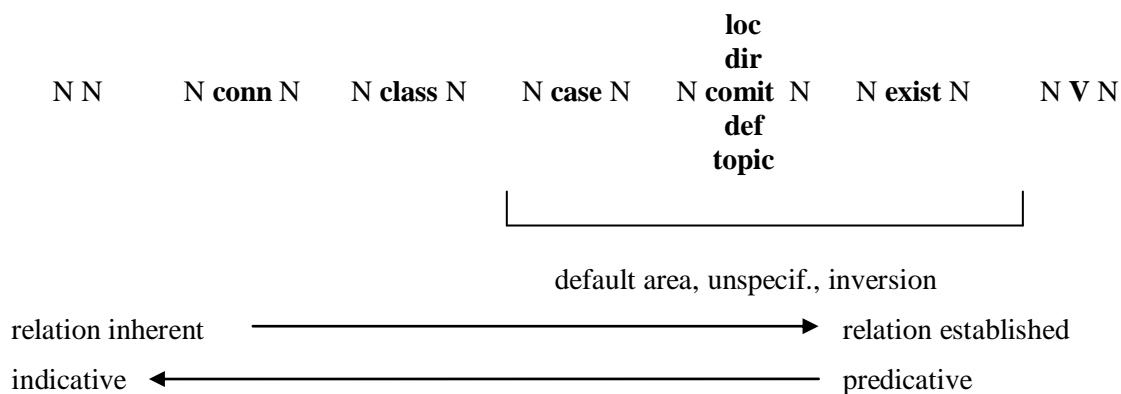 loc
dir
N N N conn N N class N N case N N comit N N exist N N V N
def
topic
default area, unspecif., inversion
relation inherent relation established
indicative predicative